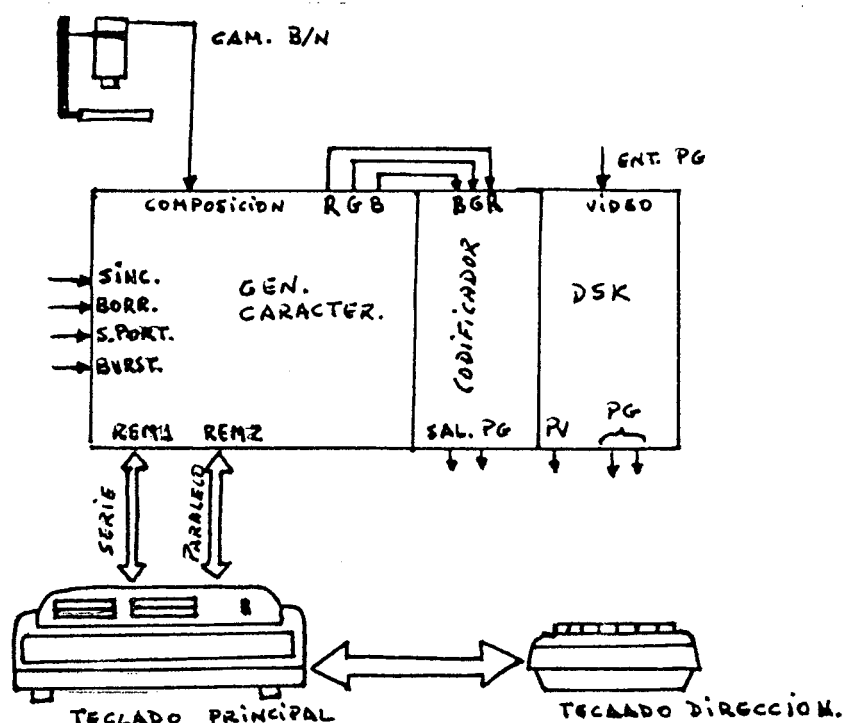 CAM. B/N
ENT. PG
COMPOSICION R G B BGR VIDEO
SINC.
BORR.
S.PORT.
BURST.
GEN.
CARACTER.
CODIFICADOR
DSK
REM1 REM2 SAL. PG PV PG
SERIE
PARALELO
TECLADO PRINCIPAL
TECLADO DIRECCION.